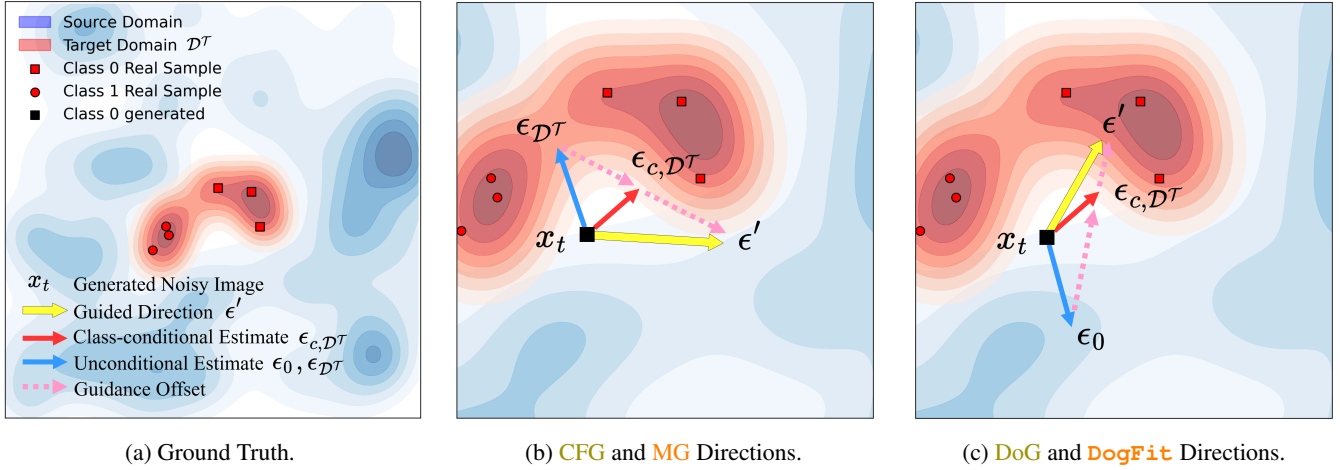 Source Domain
Target Domain 𝒟^𝒯
Class 0 Real Sample
Class 1 Real Sample
Class 0 generated
x_t Generated Noisy Image
Guided Direction ϵ′
Class-conditional Estimate ϵ_{c,𝒟^𝒯}
Unconditional Estimate ϵ_0 , ϵ_{𝒟^𝒯}
Guidance Offset
(a) Ground Truth.
ϵ_{𝒟^𝒯}
ϵ_{c,𝒟^𝒯}
x_t
ϵ′
(b) CFG and MG Directions.
ϵ′
ϵ_{c,𝒟^𝒯}
x_t
ϵ_0
(c) DoG and DogFit Directions.